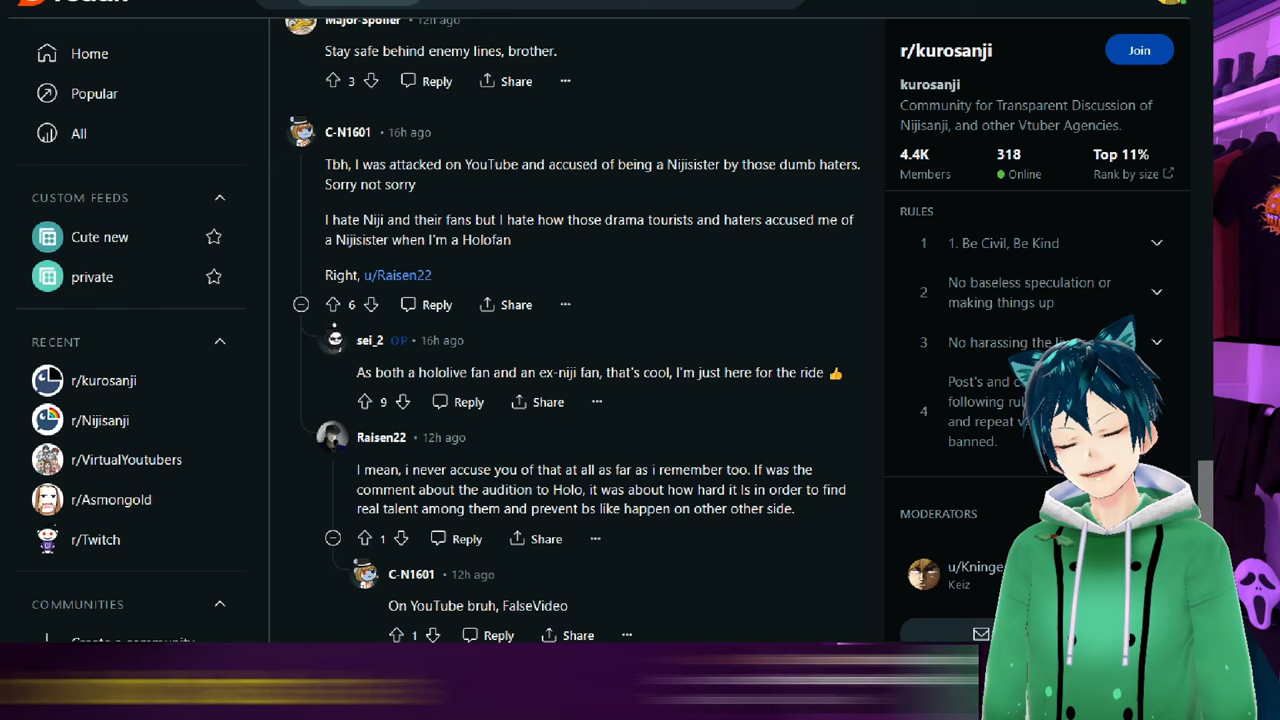 Home
Popular
All
CUSTOM FEEDS
Cute new
private
RECENT
r/kurosanji
r/Nijisanji
r/VirtualYoutubers
r/Asmongold
r/Twitch
COMMUNITIES
Create a community
Major-Spoiler • 12h ago
Stay safe behind enemy lines, brother.
3 Reply Share •••
C-N1601 • 16h ago
Tbh, I was attacked on YouTube and accused of being a Nijisister by those dumb haters.
Sorry not sorry
I hate Niji and their fans but I hate how those drama tourists and haters accused me of
a Nijisister when I'm a Holofan
Right, u/Raisen22
6 Reply Share •••
sei_2 OP • 16h ago
As both a hololive fan and an ex-niji fan, that's cool, I'm just here for the ride 👍
9 Reply Share •••
Raisen22 • 12h ago
I mean, i never accuse you of that at all as far as i remember too. If was the
comment about the audition to Holo, it was about how hard it Is in order to find
real talent among them and prevent bs like happen on other other side.
1 Reply Share •••
C-N1601 • 12h ago
On YouTube bruh, FalseVideo
1 Reply Share •••
r/kurosanji Join
kurosanji
Community for Transparent Discussion of
Nijisanji, and other Vtuber Agencies.
4.4K 318 Top 11%
Members Online Rank by size
RULES
1 1. Be Civil, Be Kind
2 No baseless speculation or
making things up
3 No harassing the
4 Post's and
following
and repeat
banned.
MODERATORS
u/Kninge
Keiz